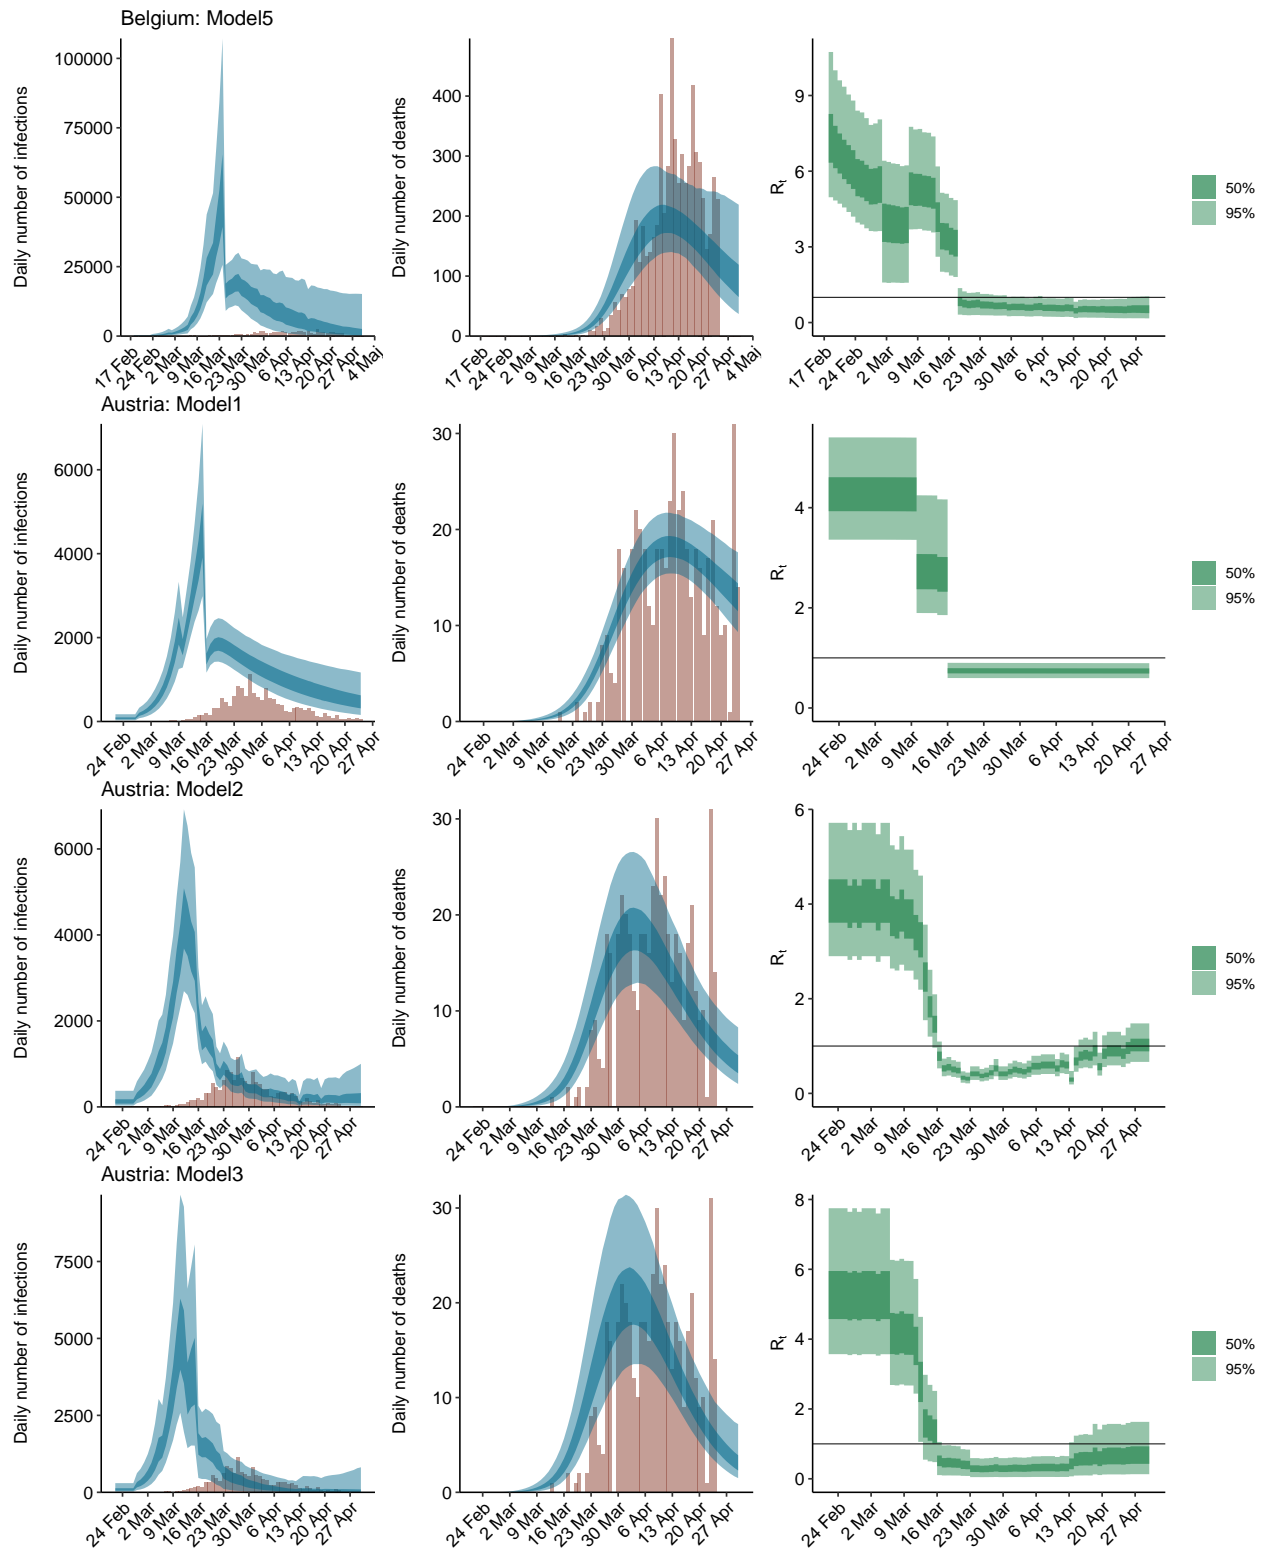 Belgium: Model5
Daily number of infections
100000
75000
50000
25000
0
17 Feb
24 Feb
2 Mar
9 Mar
16 Mar
23 Mar
30 Mar
6 Apr
13 Apr
20 Apr
27 Apr
4 Maj
Daily number of deaths
400
300
200
100
0
17 Feb
24 Feb
2 Mar
9 Mar
16 Mar
23 Mar
30 Mar
6 Apr
13 Apr
20 Apr
27 Apr
4 Maj
Rt
9
6
3
0
17 Feb
24 Feb
2 Mar
9 Mar
16 Mar
23 Mar
30 Mar
6 Apr
13 Apr
20 Apr
27 Apr
50%
95%
Austria: Model1
Daily number of infections
6000
4000
2000
0
24 Feb
2 Mar
9 Mar
16 Mar
23 Mar
30 Mar
6 Apr
13 Apr
20 Apr
27 Apr
Daily number of deaths
30
20
10
0
24 Feb
2 Mar
9 Mar
16 Mar
23 Mar
30 Mar
6 Apr
13 Apr
20 Apr
27 Apr
Rt
4
2
0
24 Feb
2 Mar
9 Mar
16 Mar
23 Mar
30 Mar
6 Apr
13 Apr
20 Apr
27 Apr
50%
95%
Austria: Model2
Daily number of infections
6000
4000
2000
0
24 Feb
2 Mar
9 Mar
16 Mar
23 Mar
30 Mar
6 Apr
13 Apr
20 Apr
27 Apr
Daily number of deaths
30
20
10
0
24 Feb
2 Mar
9 Mar
16 Mar
23 Mar
30 Mar
6 Apr
13 Apr
20 Apr
27 Apr
Rt
6
4
2
0
24 Feb
2 Mar
9 Mar
16 Mar
23 Mar
30 Mar
6 Apr
13 Apr
20 Apr
27 Apr
50%
95%
Austria: Model3
Daily number of infections
7500
5000
2500
0
24 Feb
2 Mar
9 Mar
16 Mar
23 Mar
30 Mar
6 Apr
13 Apr
20 Apr
27 Apr
Daily number of deaths
30
20
10
0
24 Feb
2 Mar
9 Mar
16 Mar
23 Mar
30 Mar
6 Apr
13 Apr
20 Apr
27 Apr
Rt
8
6
4
2
0
24 Feb
2 Mar
9 Mar
16 Mar
23 Mar
30 Mar
6 Apr
13 Apr
20 Apr
27 Apr
50%
95%